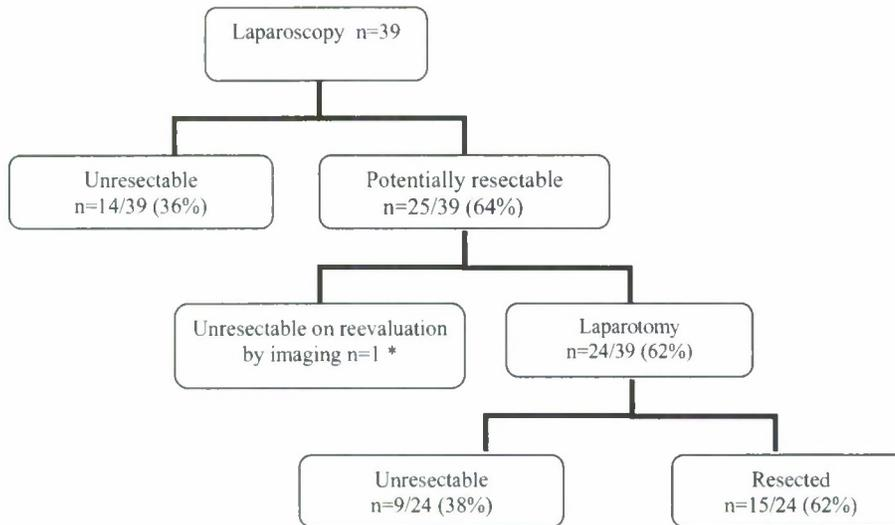 Laparoscopy n=39
Unresectable
n=14/39 (36%)
Potentially resectable
n=25/39 (64%)
Unresectable on reevaluation
by imaging n=1 *
Laparotomy
n=24/39 (62%)
Unresectable
n=9/24 (38%)
Resected
n=15/24 (62%)